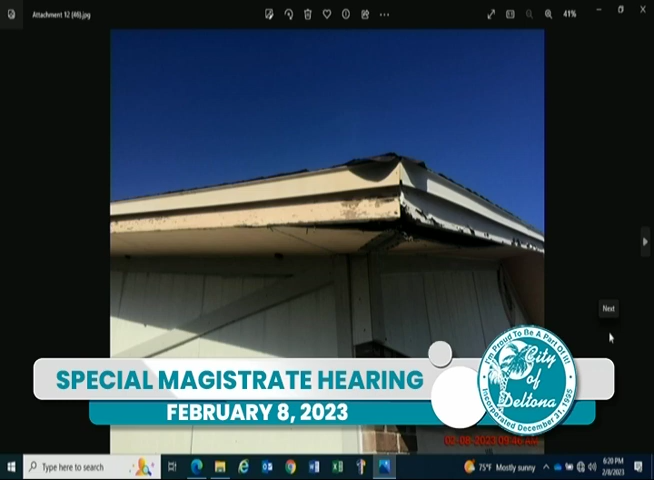 Attachment 12 (46).jpg
41%
Next
SPECIAL MAGISTRATE HEARING
FEBRUARY 8, 2023
I'm Proud To Be A Part Of It!
City
of
Deltona
Incorporated December 31, 1995
02-08-2023 09:46 AM
Type here to search
75°F Mostly sunny
6:20 PM
2/8/2023